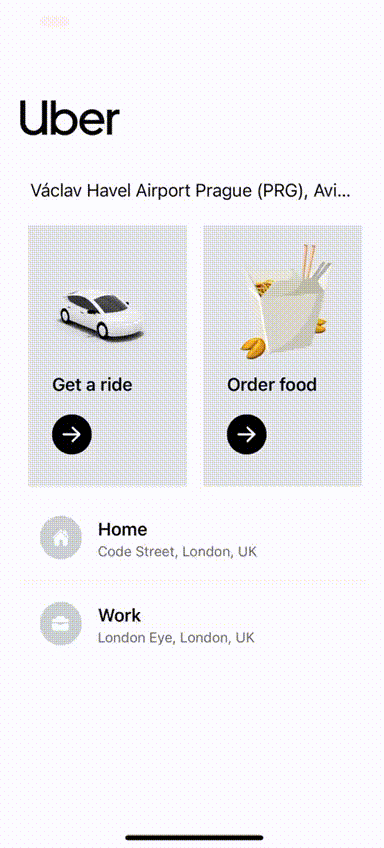 Uber
Václav Havel Airport Prague (PRG), Avi...
Get a ride
Order food
Home
Code Street, London, UK
Work
London Eye, London, UK